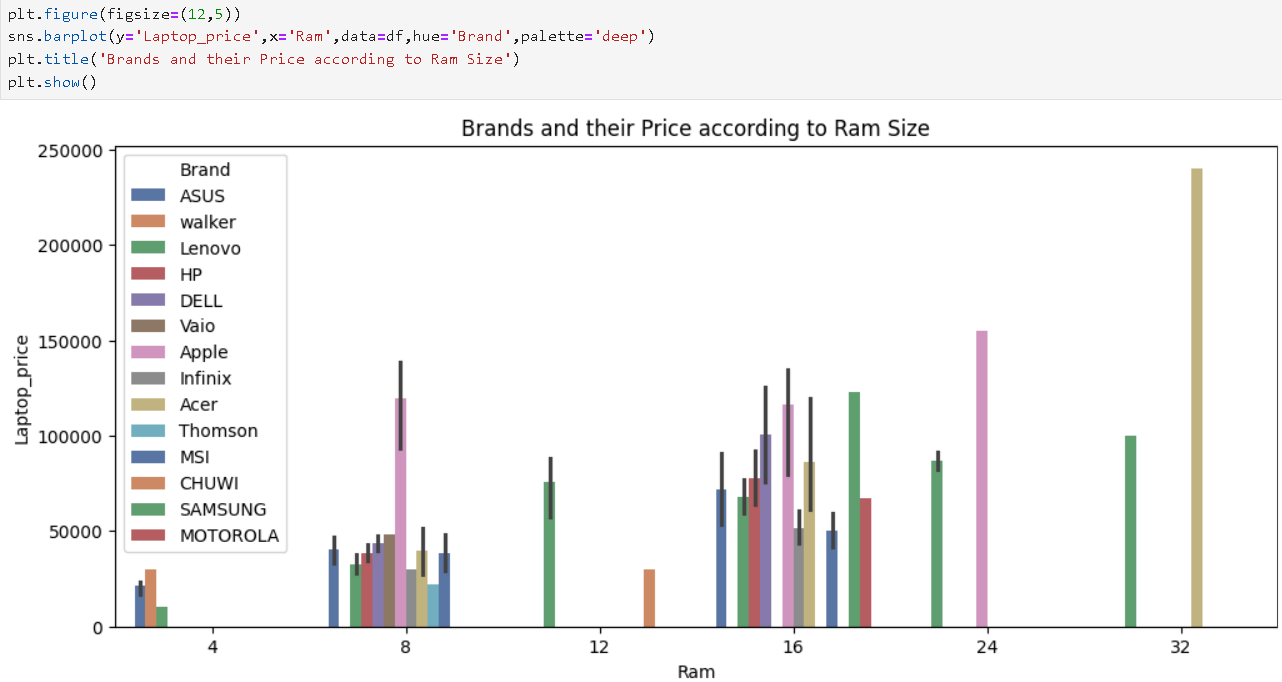 plt.figure(figsize=(12,5))
sns.barplot(y='Laptop_price',x='Ram',data=df,hue='Brand',palette='deep')
plt.title('Brands and their Price according to Ram Size')
plt.show()
Brands and their Price according to Ram Size
250000
200000
150000
100000
50000
0
Laptop_price
Brand
ASUS
walker
Lenovo
HP
DELL
Vaio
Apple
Infinix
Acer
Thomson
MSI
CHUWI
SAMSUNG
MOTOROLA
4
8
12
16
24
32
Ram